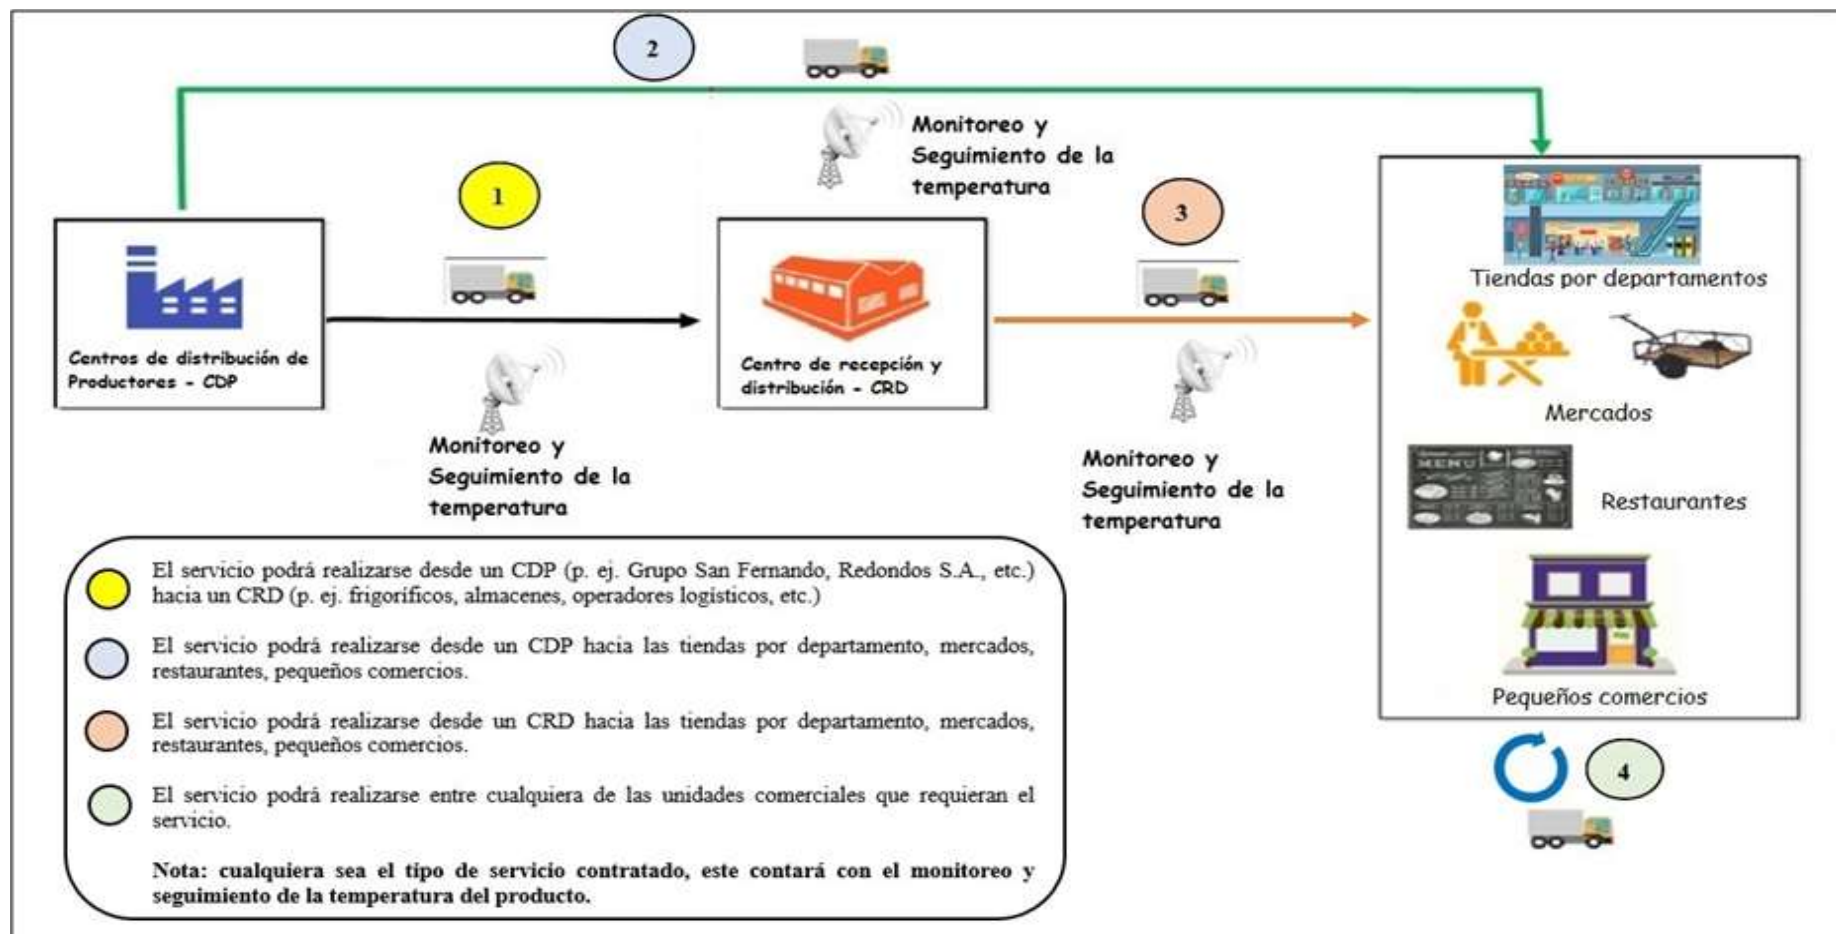 2
Monitoreo y
Seguimiento de la
temperatura
1
3
Centros de distribución de
Productores - CDP
Centro de recepción y
distribución - CRD
Monitoreo y
Seguimiento de la
temperatura
Monitoreo y
Seguimiento de la
temperatura
Tiendas por departamentos
Mercados
MENU
Restaurantes
Pequeños comercios
4
El servicio podrá realizarse desde un CDP (p. ej. Grupo San Fernando, Redondos S.A., etc.)
hacia un CRD (p. ej. frigoríficos, almacenes, operadores logísticos, etc.)
El servicio podrá realizarse desde un CDP hacia las tiendas por departamento, mercados,
restaurantes, pequeños comercios.
El servicio podrá realizarse desde un CRD hacia las tiendas por departamento, mercados,
restaurantes, pequeños comercios.
El servicio podrá realizarse entre cualquiera de las unidades comerciales que requieran el
servicio.
Nota: cualquiera sea el tipo de servicio contratado, este contará con el monitoreo y
seguimiento de la temperatura del producto.